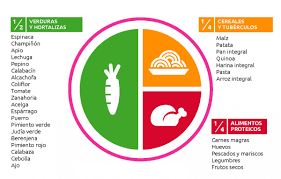 1/2 VERDURAS
Y HORTALIZAS
Espinaca
Champiñón
Apio
Lechuga
Pepino
Calabacín
Alcachofa
Coliflor
Tomate
Zanahoria
Acelga
Espárrago
Puerro
Pimiento verde
Judía verde
Berenjena
Pimiento rojo
Calabaza
Cebolla
Ajo
1/4 CEREALES
Y TUBÉRCULOS
Maíz
Patata
Pan integral
Quinoa
Harina integral
Pasta
Arroz integral
1/4 ALIMENTOS
PROTEICOS
Carnes magras
Huevos
Pescados y mariscos
Legumbres
Frutos secos